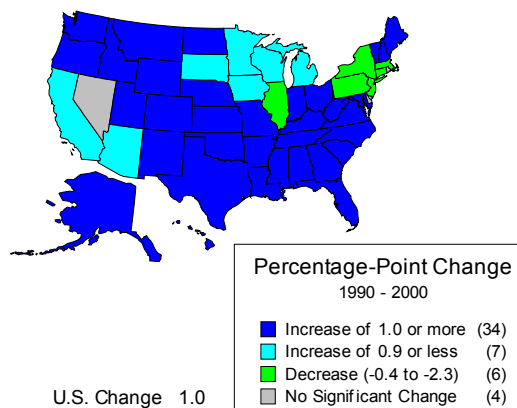 Percentage-Point Change
1990 - 2000
Increase of 1.0 or more (34)
Increase of 0.9 or less (7)
Decrease (-0.4 to -2.3) (6)
No Significant Change (4)
U.S. Change 1.0